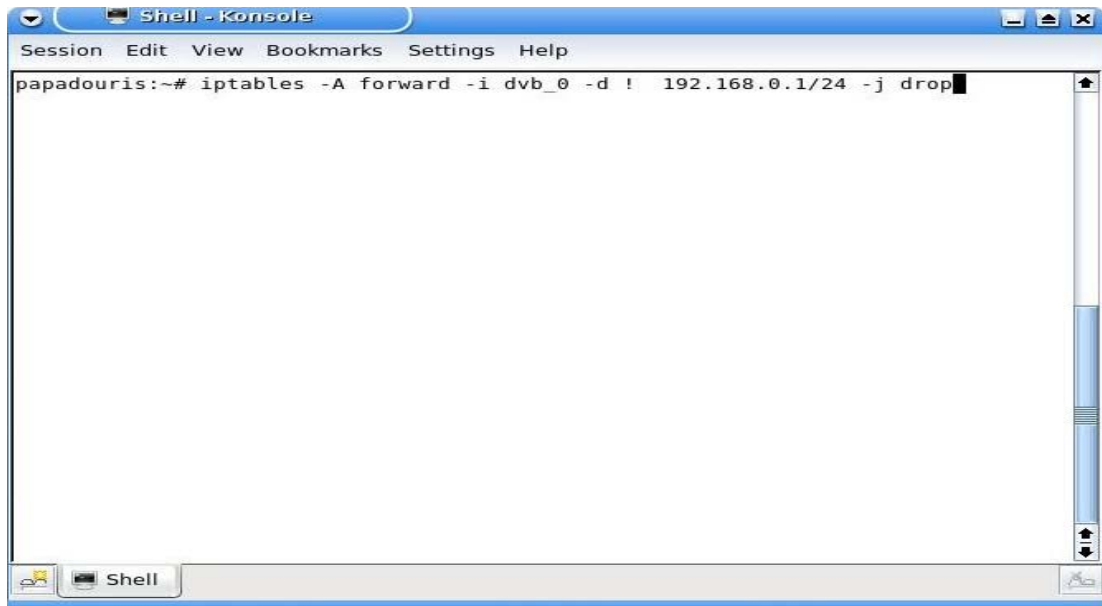 Shell - Konsole
Session Edit View Bookmarks Settings Help
papadouris:~# iptables -A forward -i dvb_0 -d ! 192.168.0.1/24 -j drop
Shell